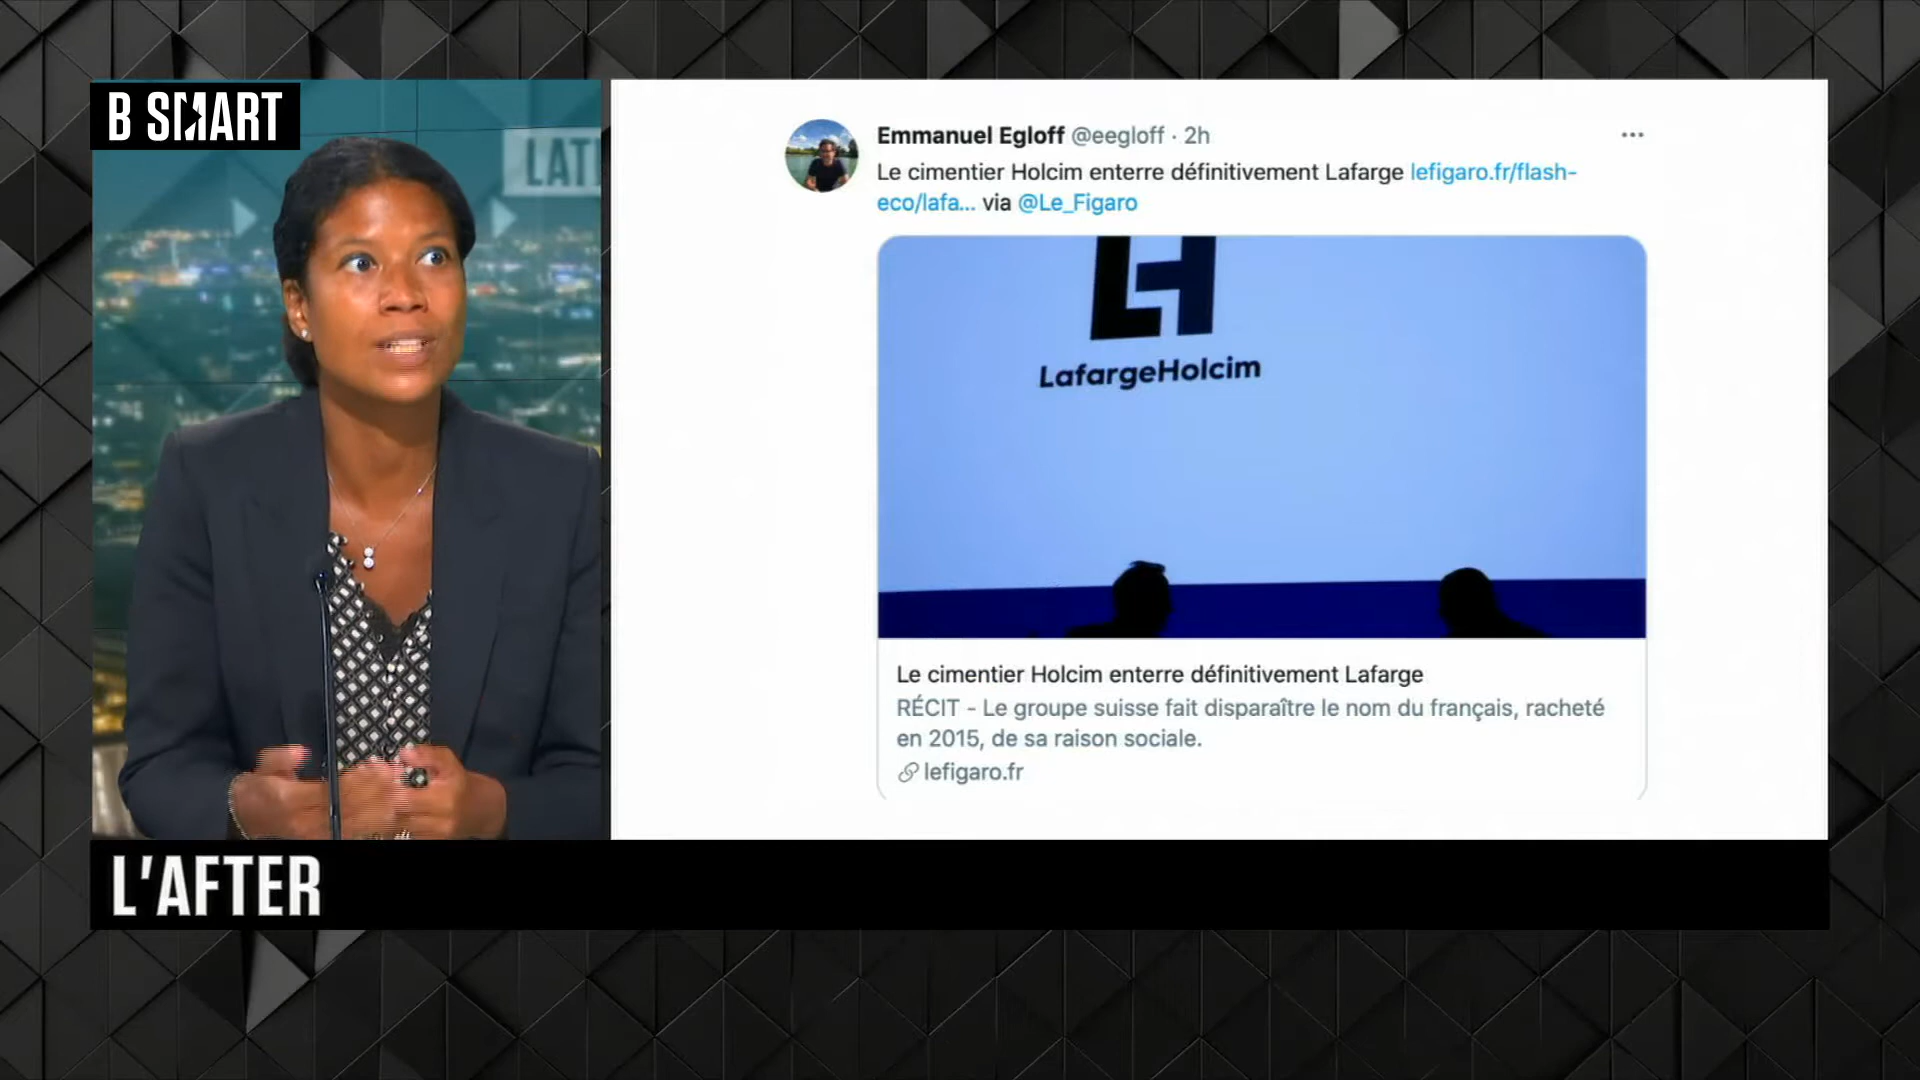 B SMART
LATI
Emmanuel Egloff @eegloff · 2h
Le cimentier Holcim enterre définitivement Lafarge lefigaro.fr/flash-
eco/lafa... via @Le_Figaro
LH
LafargeHolcim
Le cimentier Holcim enterre définitivement Lafarge
RÉCIT - Le groupe suisse fait disparaître le nom du français, racheté
en 2015, de sa raison sociale.
lefigaro.fr
L'AFTER